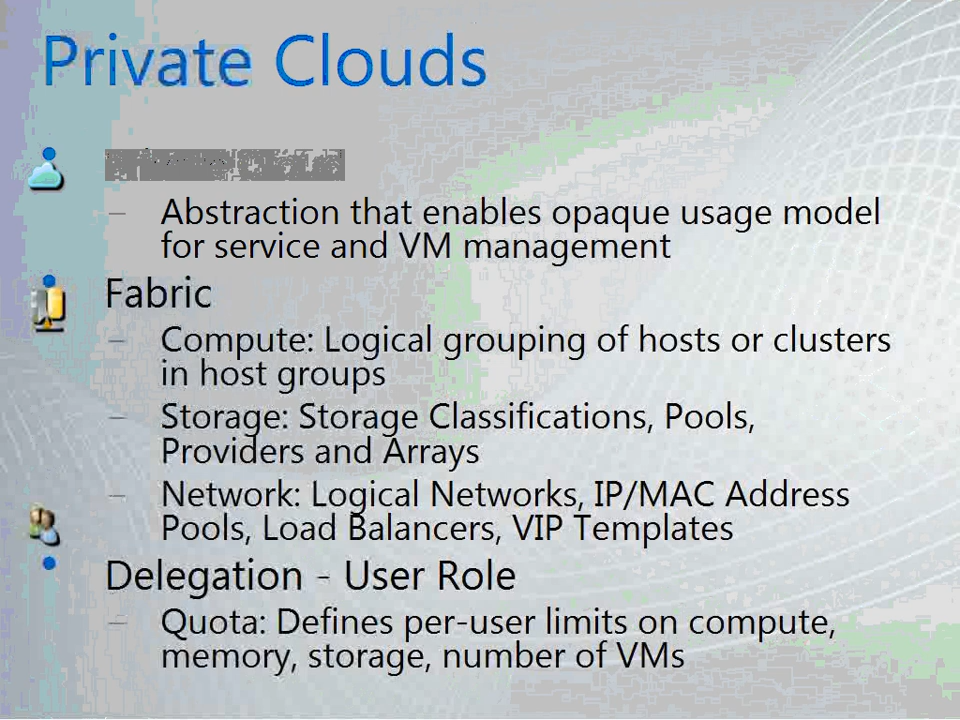 Private Clouds
– Abstraction that enables opaque usage model
for service and VM management
Fabric
– Compute: Logical grouping of hosts or clusters
in host groups
– Storage: Storage Classifications, Pools,
Providers and Arrays
– Network: Logical Networks, IP/MAC Address
Pools, Load Balancers, VIP Templates
Delegation - User Role
– Quota: Defines per-user limits on compute,
memory, storage, number of VMs